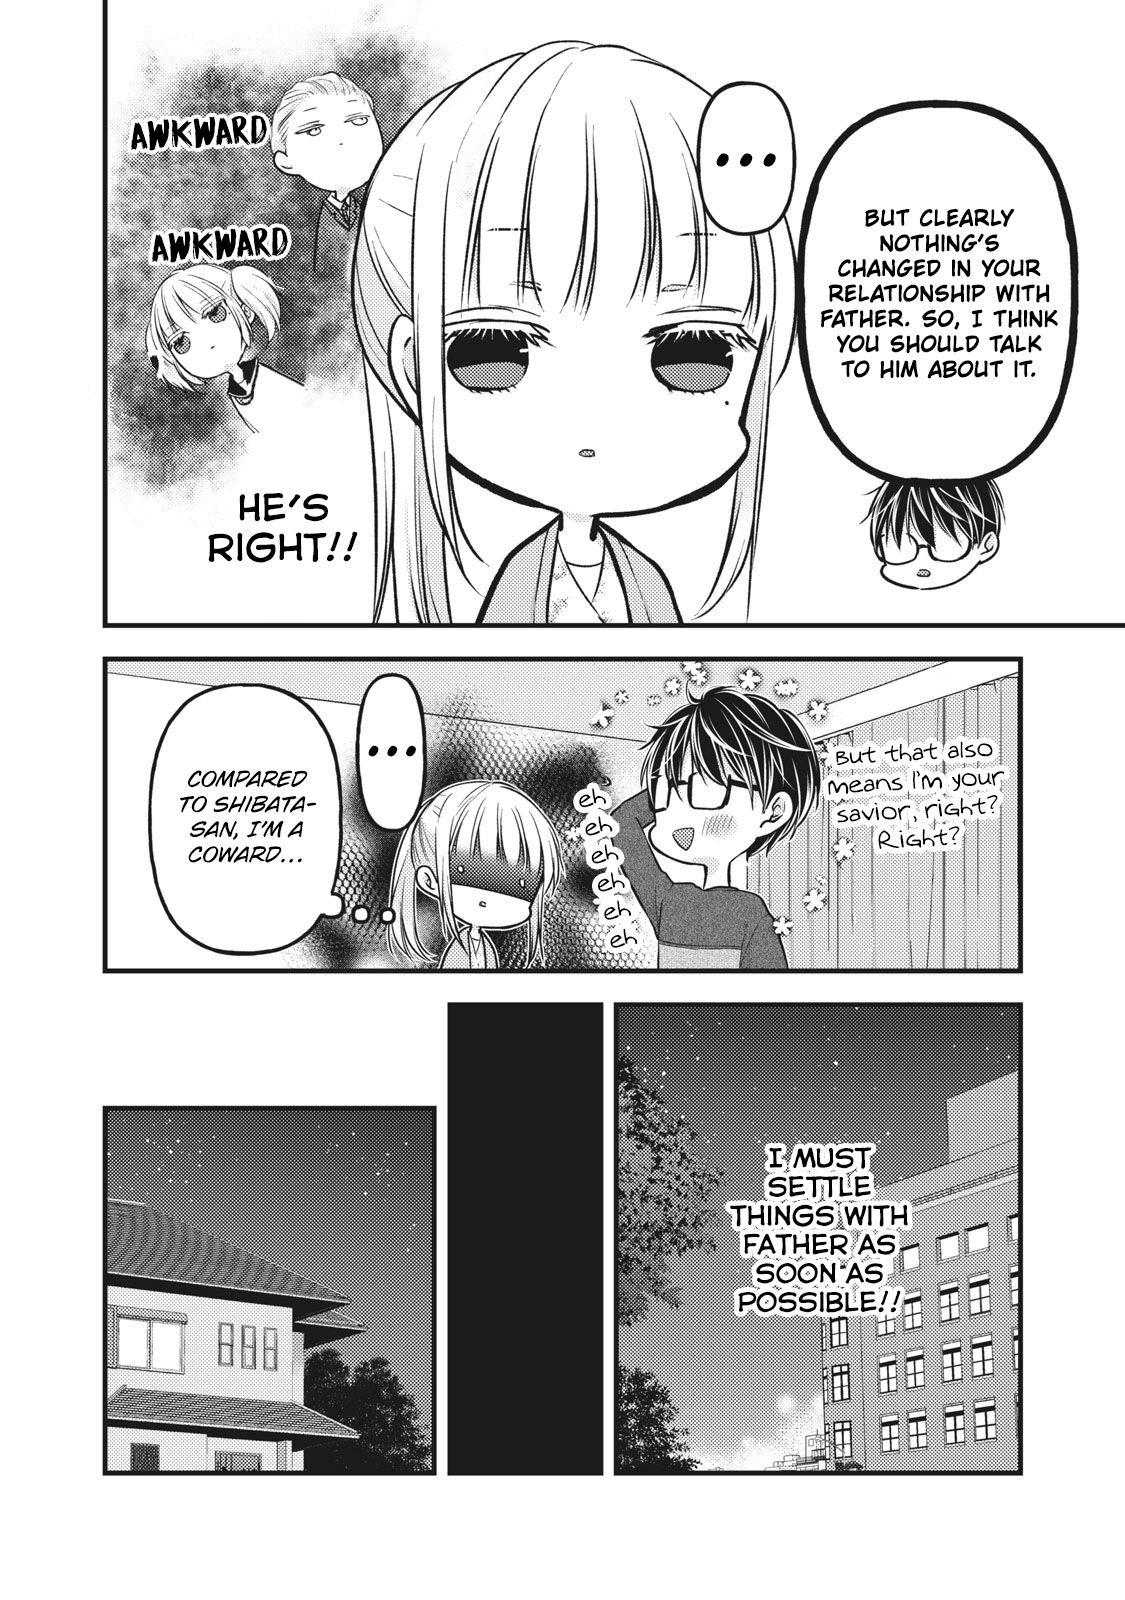 BUT CLEARLY
NOTHING'S
CHANGED IN YOUR
RELATIONSHIP WITH
FATHER. SO, I THINK
YOU SHOULD TALK
TO HIM ABOUT IT.
...
AWKWARD
AWKWARD
HE'S
RIGHT!!
But that also
means I'm your
savior, right?
Right?
eh
eh
eh
eh
eh
eh
...
COMPARED
TO SHIBATA-
SAN, I'M A
COWARD...
I MUST
SETTLE
THINGS WITH
FATHER AS
SOON AS
POSSIBLE!!